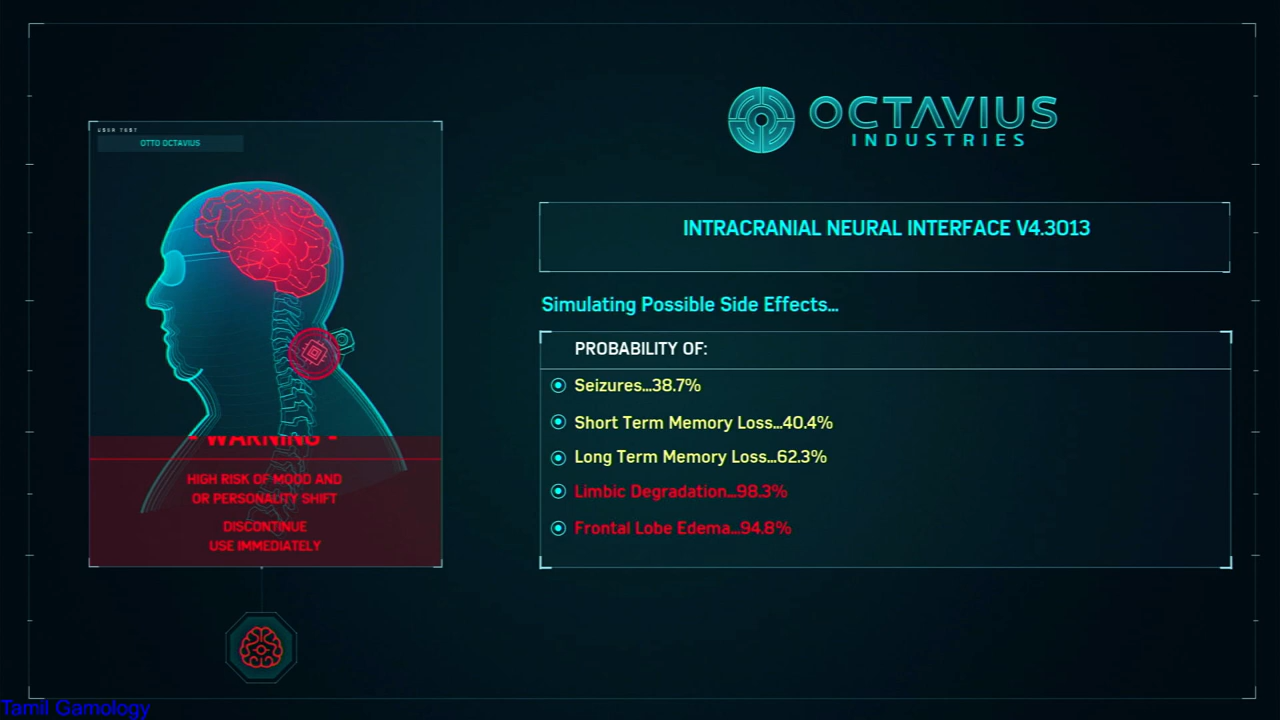 USER TEST
OTTO OCTAVIUS
OCTAVIUS
INDUSTRIES
INTRACRANIAL NEURAL INTERFACE V4.3013
Simulating Possible Side Effects...
PROBABILITY OF:
Seizures...38.7%
Short Term Memory Loss...40.4%
Long Term Memory Loss...62.3%
Limbic Degradation...98.3%
Frontal Lobe Edema...94.8%
- WARNING -
HIGH RISK OF MOOD AND
OR PERSONALITY SHIFT
DISCONTINUE
USE IMMEDIATELY
Tamil Gamology